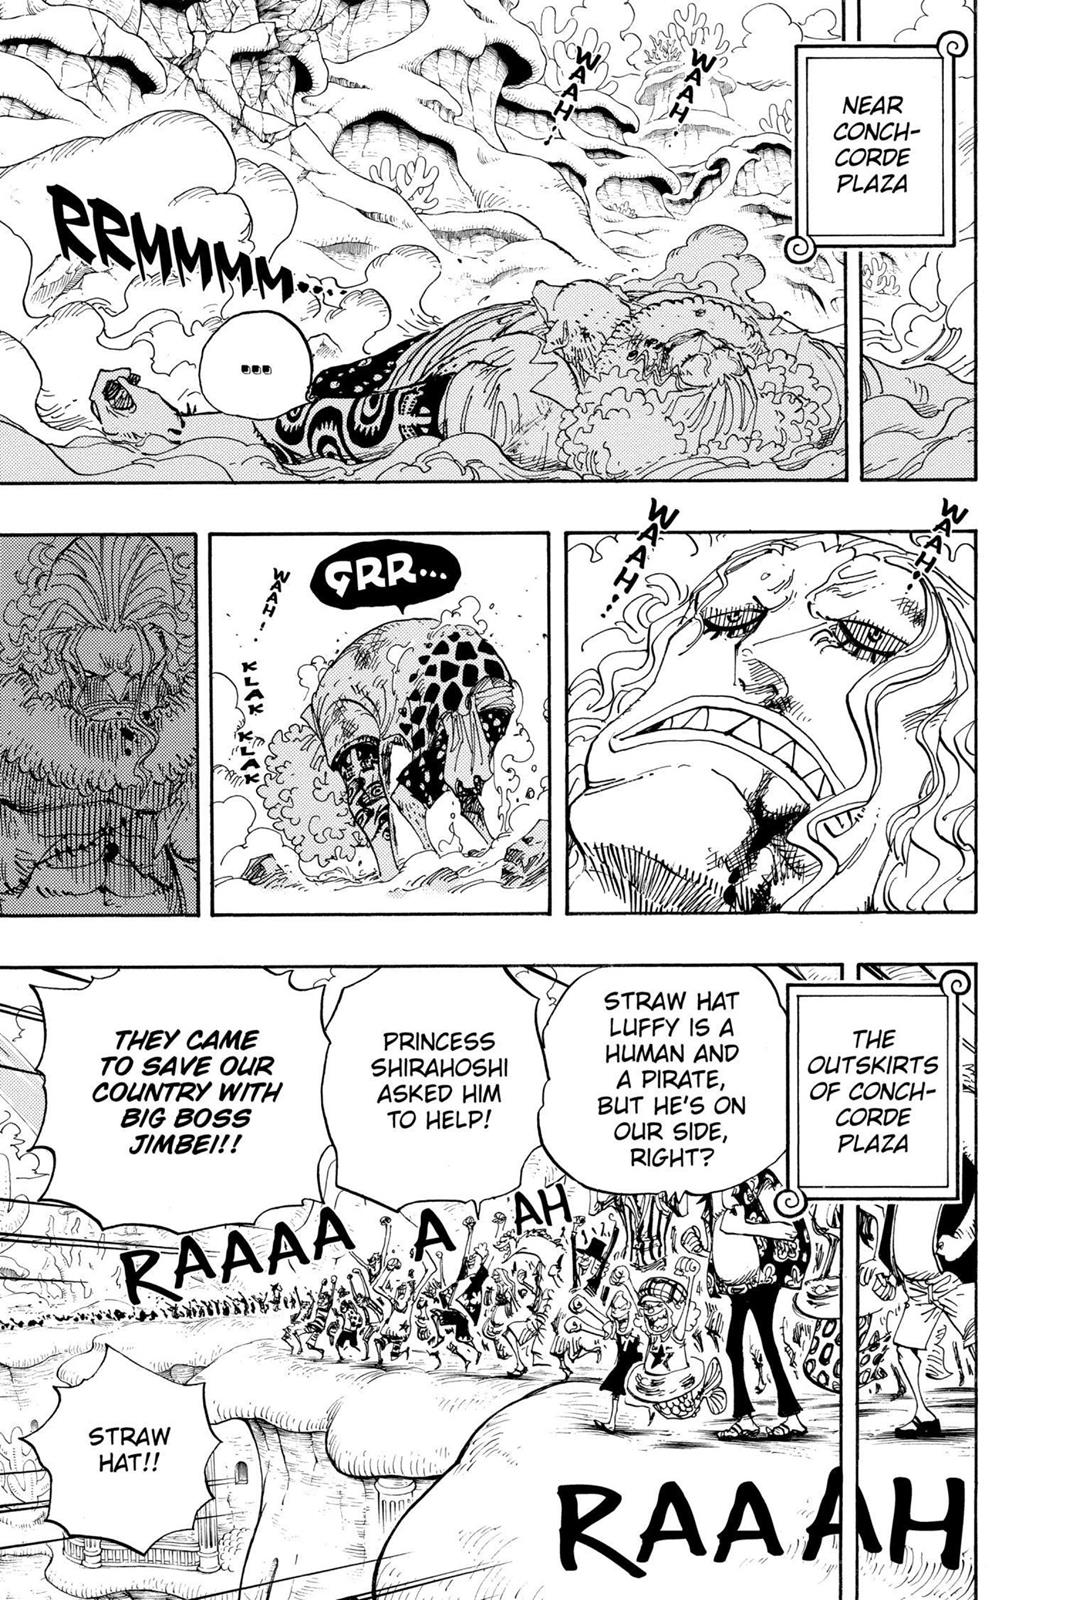 NEAR
CONCH-
CORDE
PLAZA
WAAH!
WAAH!
RRMMMM...
...
WAAH!
WAAH...
GRR...
WAAH!
KLAK
KLAK
THE
OUTSKIRTS
OF CONCH-
CORDE
PLAZA
STRAW HAT
LUFFY IS A
HUMAN AND
A PIRATE,
BUT HE'S ON
OUR SIDE,
RIGHT?
PRINCESS
SHIRAHOSHI
ASKED HIM
TO HELP!
THEY CAME
TO SAVE OUR
COUNTRY WITH
BIG BOSS
JIMBEI!!
RAAAA A AH
STRAW
HAT!!
RAAAH